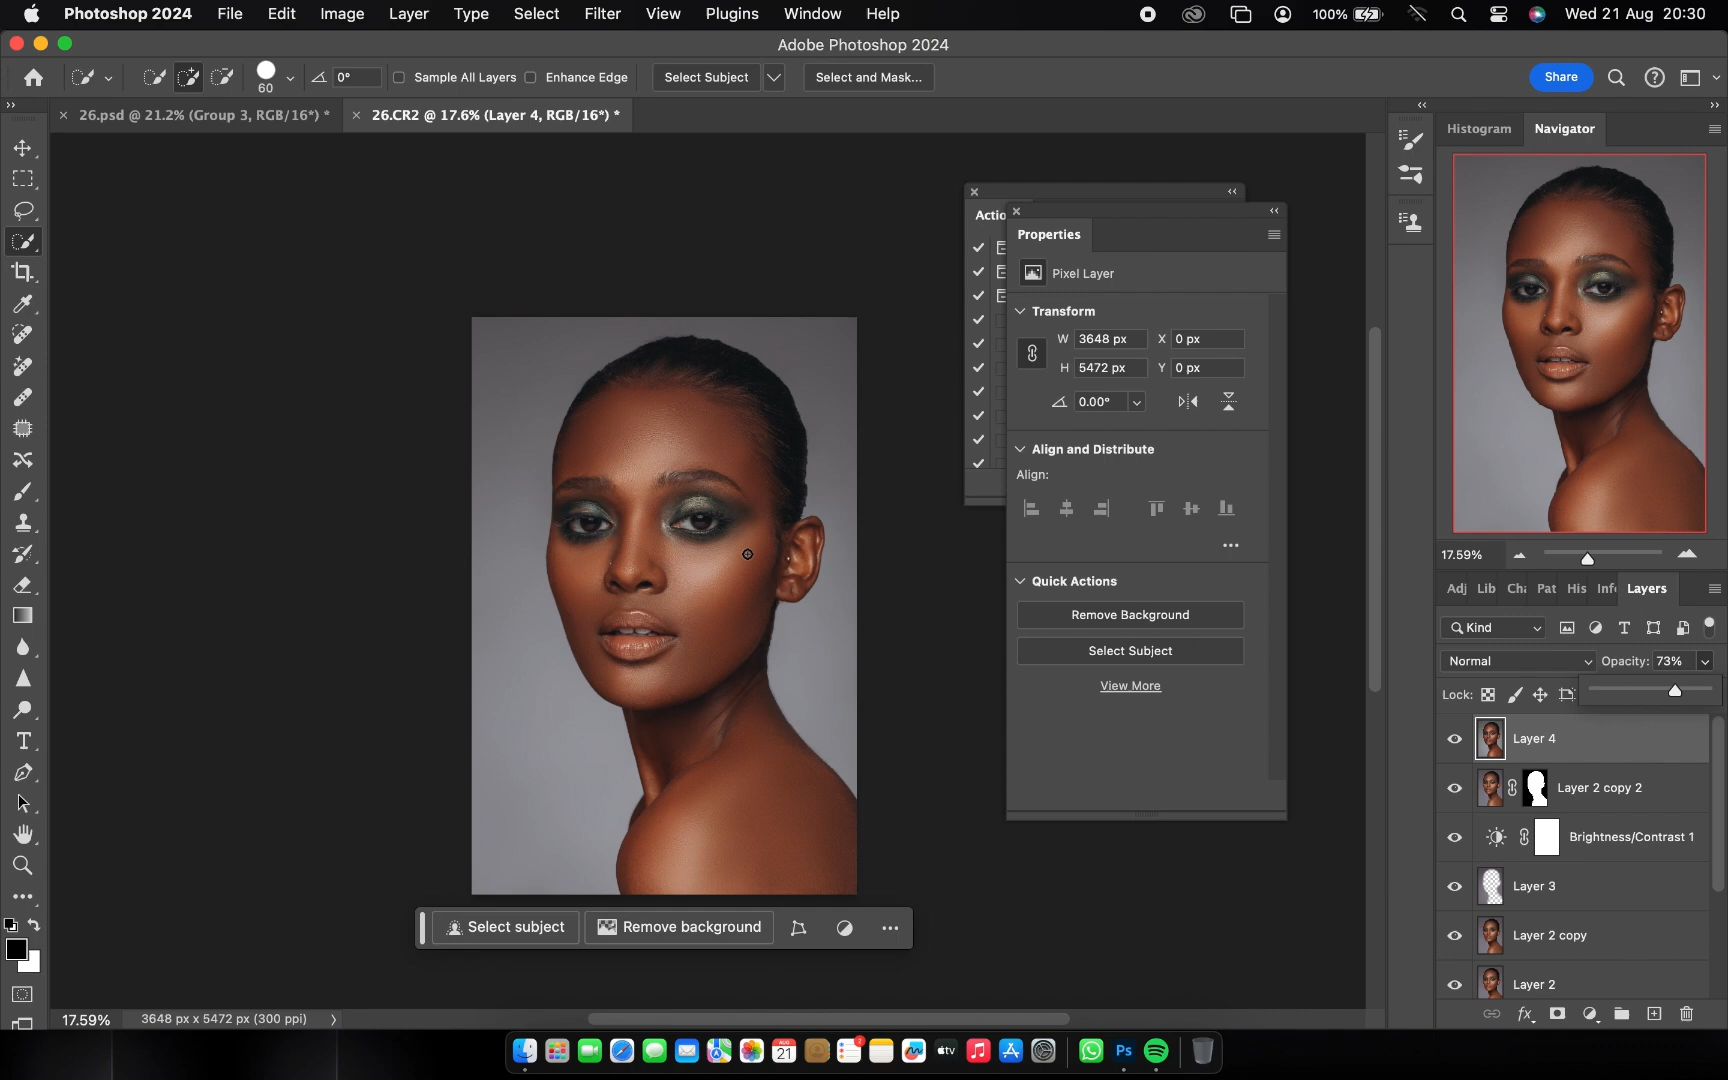 Photoshop 2024 File Edit Image Layer Type Select Filter View Plugins Window Help 100% Wed 21 Aug 20:30
Adobe Photoshop 2024
60 0° Sample All Layers Enhance Edge Select Subject Select and Mask... Share
26.psd @ 21.2% (Group 3, RGB/16*) * 26.CR2 @ 17.6% (Layer 4, RGB/16*) *
Histogram Navigator
Actio
Properties
Pixel Layer
Transform
W 3648 px X 0 px
H 5472 px Y 0 px
0.00°
Align and Distribute
Align:
Quick Actions
Remove Background
Select Subject
View More
17.59%
Adj Lib Cha Pat His Info Layers
Kind
Normal Opacity: 73%
Lock:
Layer 4
Layer 2 copy 2
Brightness/Contrast 1
Layer 3
Layer 2 copy
Layer 2
fx
Select subject Remove background
17.59% 3648 px x 5472 px (300 ppi)
AUG
21
2
tv
Ps